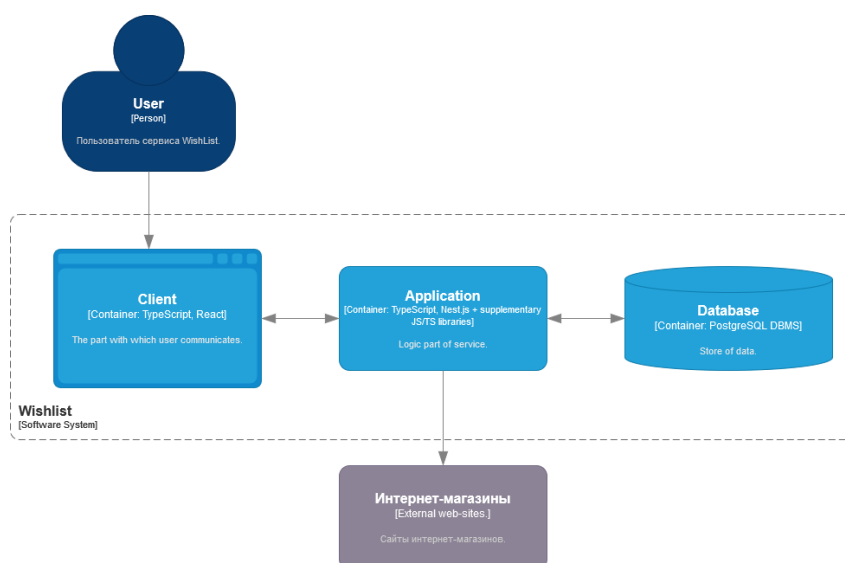 User
[Person]
Пользователь сервиса WishList.
Client
[Container: TypeScript, React]
The part with which user communicates.
Application
[Container: TypeScript, Nest.js + supplementary
JS/TS libraries]
Logic part of service.
Database
[Container: PostgreSQL DBMS]
Store of data.
Wishlist
[Software System]
Интернет-магазины
[External web-sites.]
Сайты интернет-магазинов.